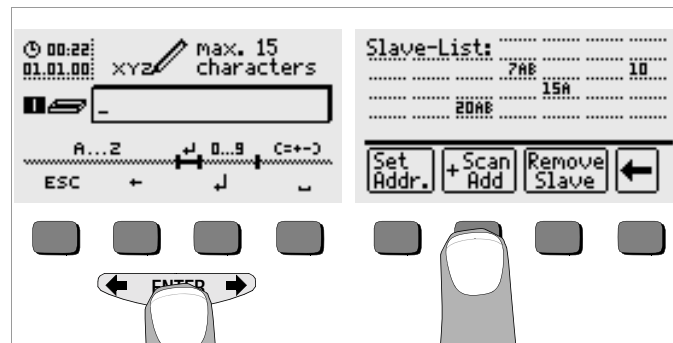 00:22 max. 15
01.01.00 XYZ characters
I _
A...Z ↵ 0...9 (=+-)
ESC ← ↵ ⎵
ENTER
Slave-List:
7AB 10
15A
20AB
Set Addr.
+ Scan Add
Remove Slave
←